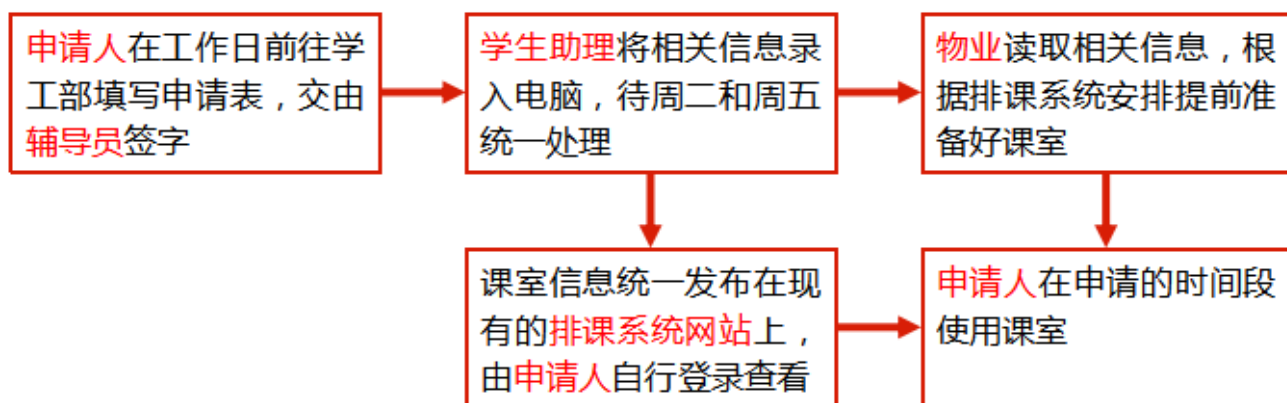 申请人在工作日前往学
工部填写申请表，交由
辅导员签字
学生助理将相关信息录
入电脑，待周二和周五
统一处理
物业读取相关信息，根
据排课系统安排提前准
备好课室
课室信息统一发布在现
有的排课系统网站上，
由申请人自行登录查看
申请人在申请的时间段
使用课室